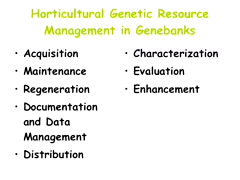 Horticultural Genetic Resource
Management in Genebanks
• Acquisition
• Maintenance
• Regeneration
• Documentation
and Data
Management
• Distribution
• Characterization
• Evaluation
• Enhancement